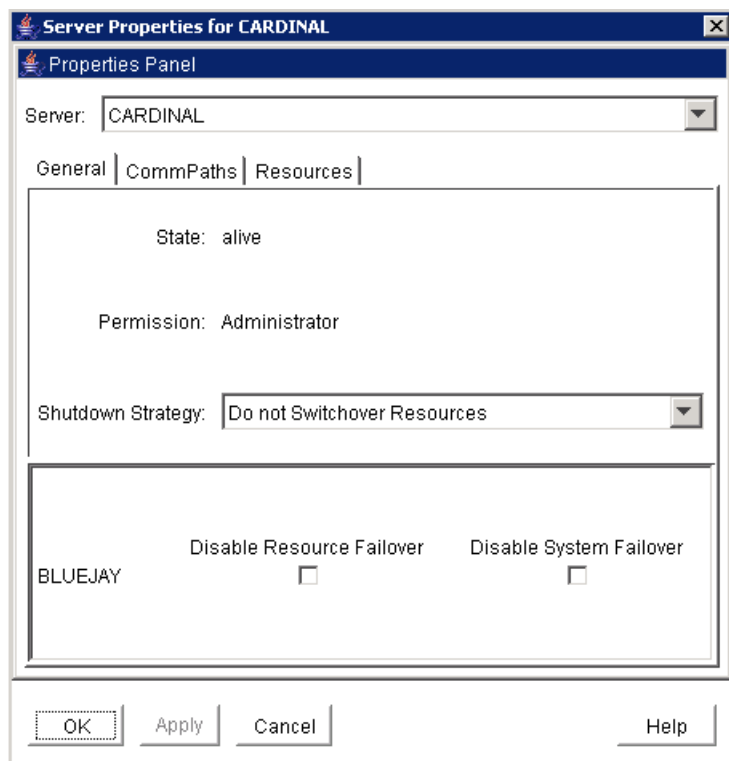 Server Properties for CARDINAL
Properties Panel
Server: CARDINAL
General CommPaths Resources
State: alive
Permission: Administrator
Shutdown Strategy: Do not Switchover Resources
Disable Resource Failover Disable System Failover
BLUEJAY
OK Apply Cancel Help